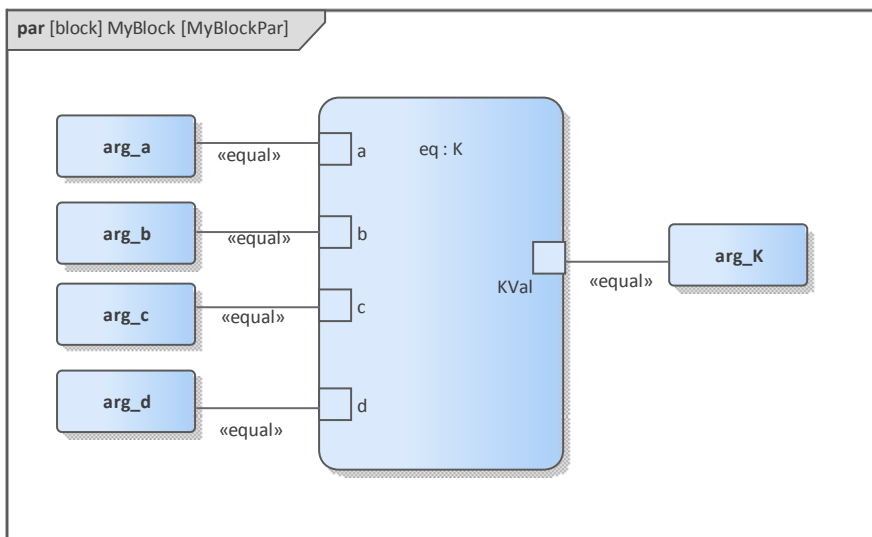 par [block] MyBlock [MyBlockPar]
arg_a
«equal»
a
eq : K
arg_b
«equal»
b
arg_c
«equal»
c
arg_d
«equal»
d
KVal
«equal»
arg_K